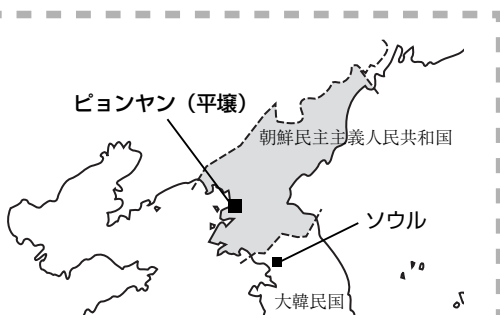 ピョンヤン（平壌）
朝鮮民主主義人民共和国
ソウル
大韓民国